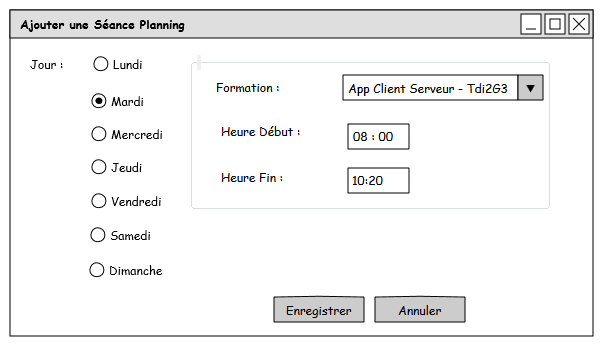 Ajouter une Séance Planning
Jour :
Lundi
Mardi
Mercredi
Jeudi
Vendredi
Samedi
Dimanche
Formation :
App Client Serveur - Tdi2G3
Heure Début :
08 : 00
Heure Fin :
10:20
Enregistrer
Annuler